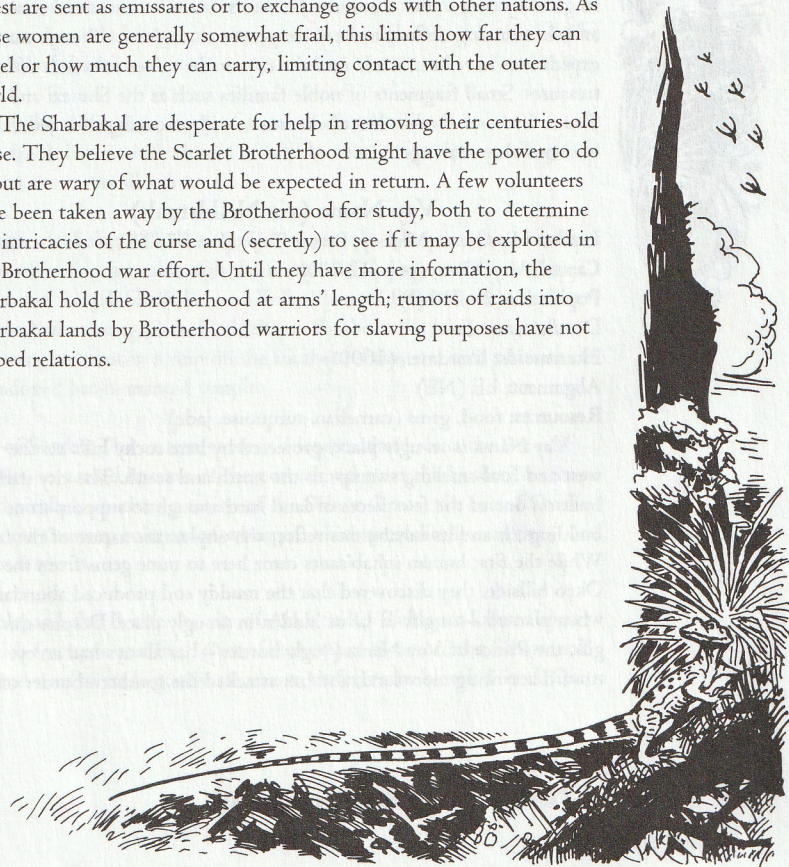 est are sent as emissaries or to exchange goods with other nations. As
se women are generally somewhat frail, this limits how far they can
el or how much they can carry, limiting contact with the outer
ld.
The Sharbakal are desperate for help in removing their centuries-old
se. They believe the Scarlet Brotherhood might have the power to do
but are wary of what would be expected in return. A few volunteers
e been taken away by the Brotherhood for study, both to determine
intricacies of the curse and (secretly) to see if it may be exploited in
Brotherhood war effort. Until they have more information, the
rbakal hold the Brotherhood at arms' length; rumors of raids into
rbakal lands by Brotherhood warriors for slaving purposes have not
ped relations.